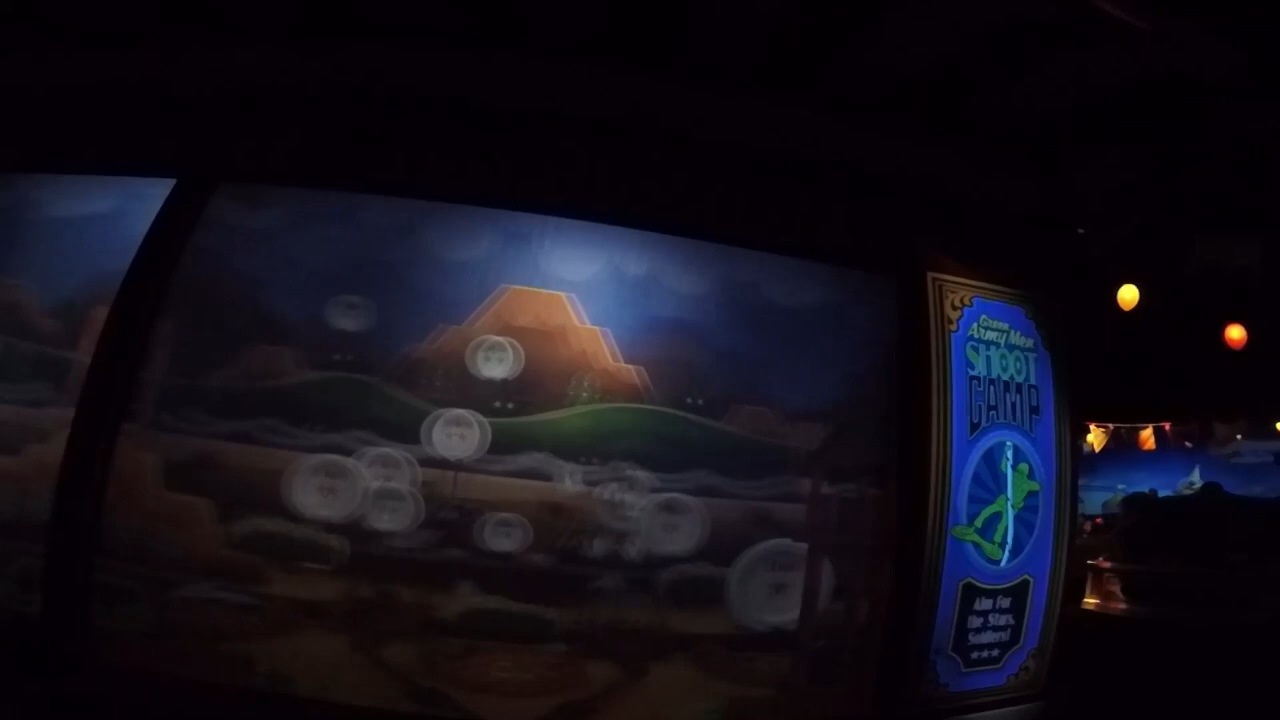 Green
Army Men
SHOOT
CAMP
Aim For
the Stars,
Soldiers!